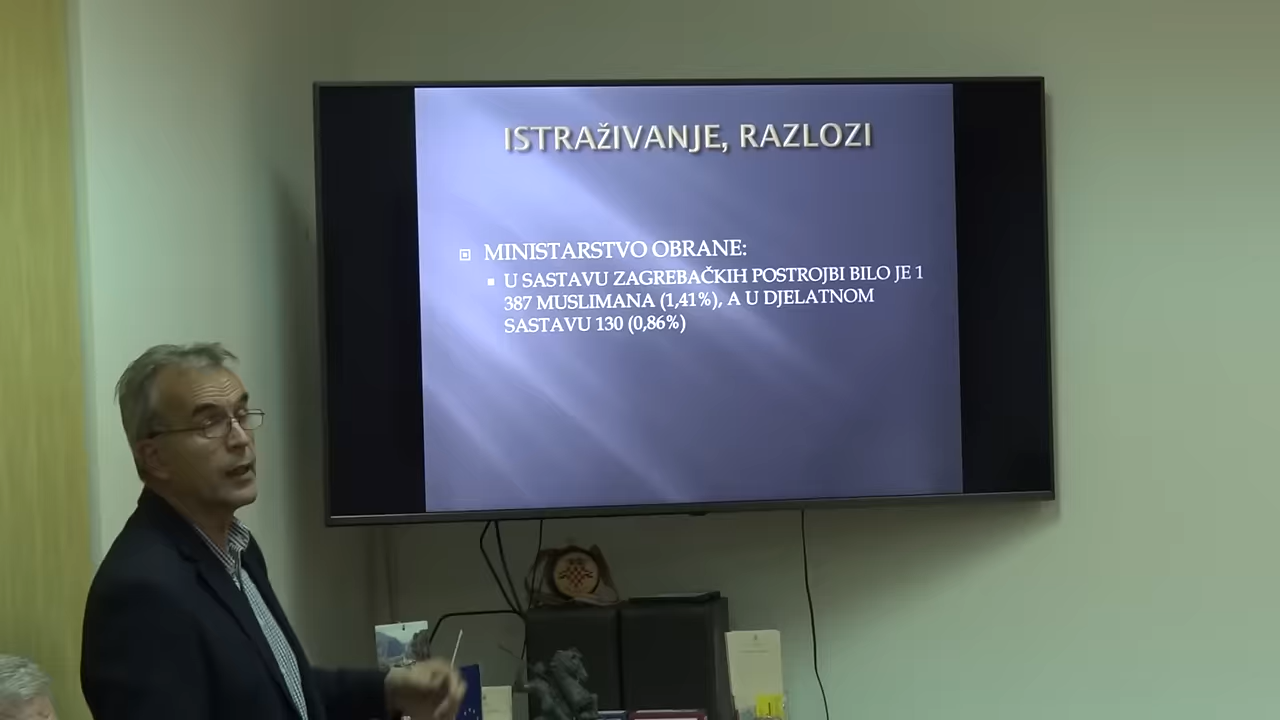 ISTRAŽIVANJE, RAZLOZI
MINISTARSTVO OBRANE:
U SASTAVU ZAGREBAČKIH POSTROJBI BILO JE 1
387 MUSLIMANA (1,41%), A U DJELATNOM
SASTAVU 130 (0,86%)